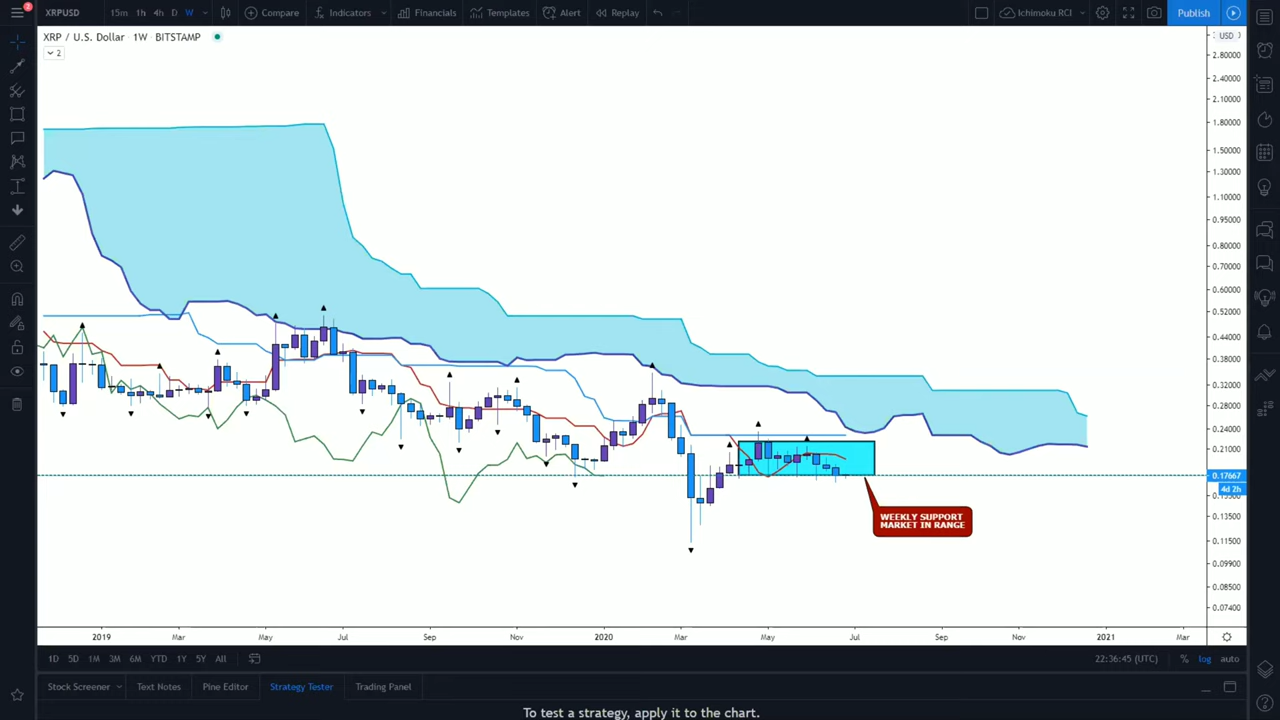 2
XRPUSD 15m 1h 4h D W Compare Indicators Financials Templates Alert Replay Ichimoku RCI Publish
XRP / U.S. Dollar · 1W · BITSTAMP
2
USD
2.80000
2.40000
2.10000
1.80000
1.50000
1.30000
1.10000
0.95000
0.80000
0.70000
0.60000
0.52000
0.44000
0.38000
0.32000
0.28000
0.24000
0.21000
0.17667
4d 2h
0.13500
0.11500
0.09900
0.08500
0.07400
WEEKLY SUPPORT
MARKET IN RANGE
2019 Mar May Jul Sep Nov 2020 Mar May Jul Sep Nov 2021 Mar
1D 5D 1M 3M 6M YTD 1Y 5Y All 22:36:45 (UTC) % log auto
Stock Screener Text Notes Pine Editor Strategy Tester Trading Panel
To test a strategy, apply it to the chart.